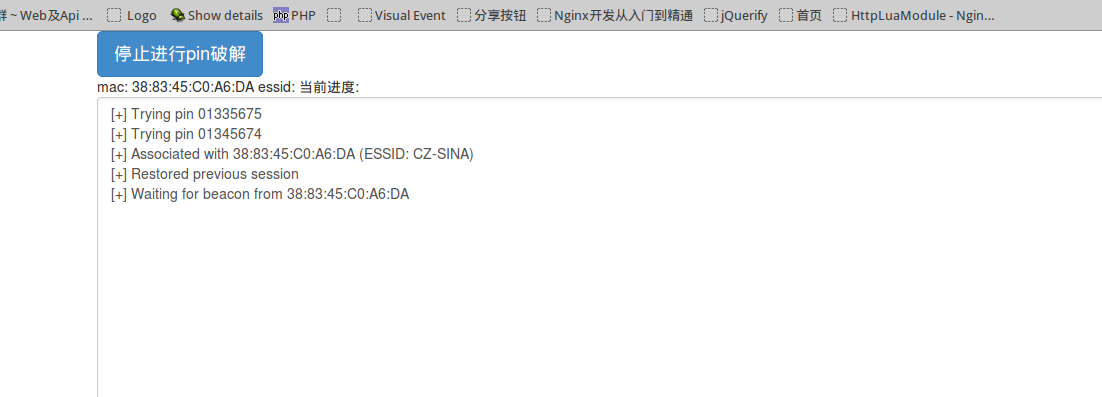 群 ~ Web及Api ... Logo Show details php PHP Visual Event 分享按钮 Nginx开发从入门到精通 jQuerify 首页 HttpLuaModule - Ngin...
停止进行pin破解
mac: 38:83:45:C0:A6:DA essid: 当前进度:
[+] Trying pin 01335675
[+] Trying pin 01345674
[+] Associated with 38:83:45:C0:A6:DA (ESSID: CZ-SINA)
[+] Restored previous session
[+] Waiting for beacon from 38:83:45:C0:A6:DA